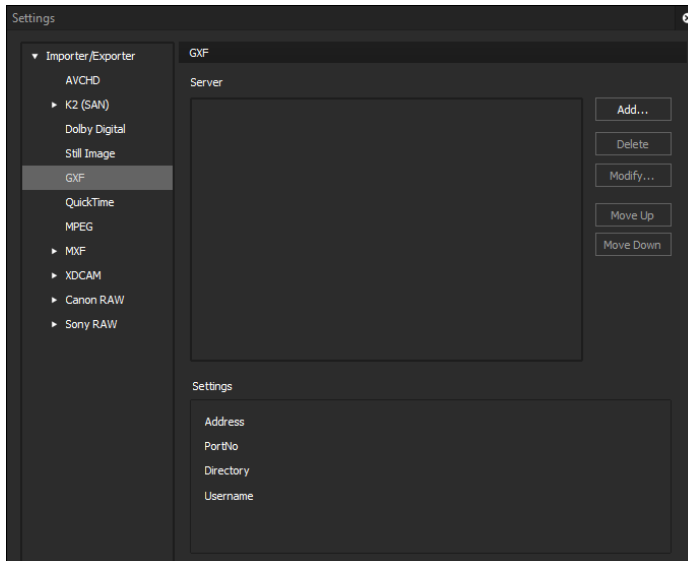 Settings
Importer/Exporter
AVCHD
K2 (SAN)
Dolby Digital
Still Image
GXF
QuickTime
MPEG
MXF
XDCAM
Canon RAW
Sony RAW
GXF
Server
Add...
Delete
Modify...
Move Up
Move Down
Settings
Address
PortNo
Directory
Username